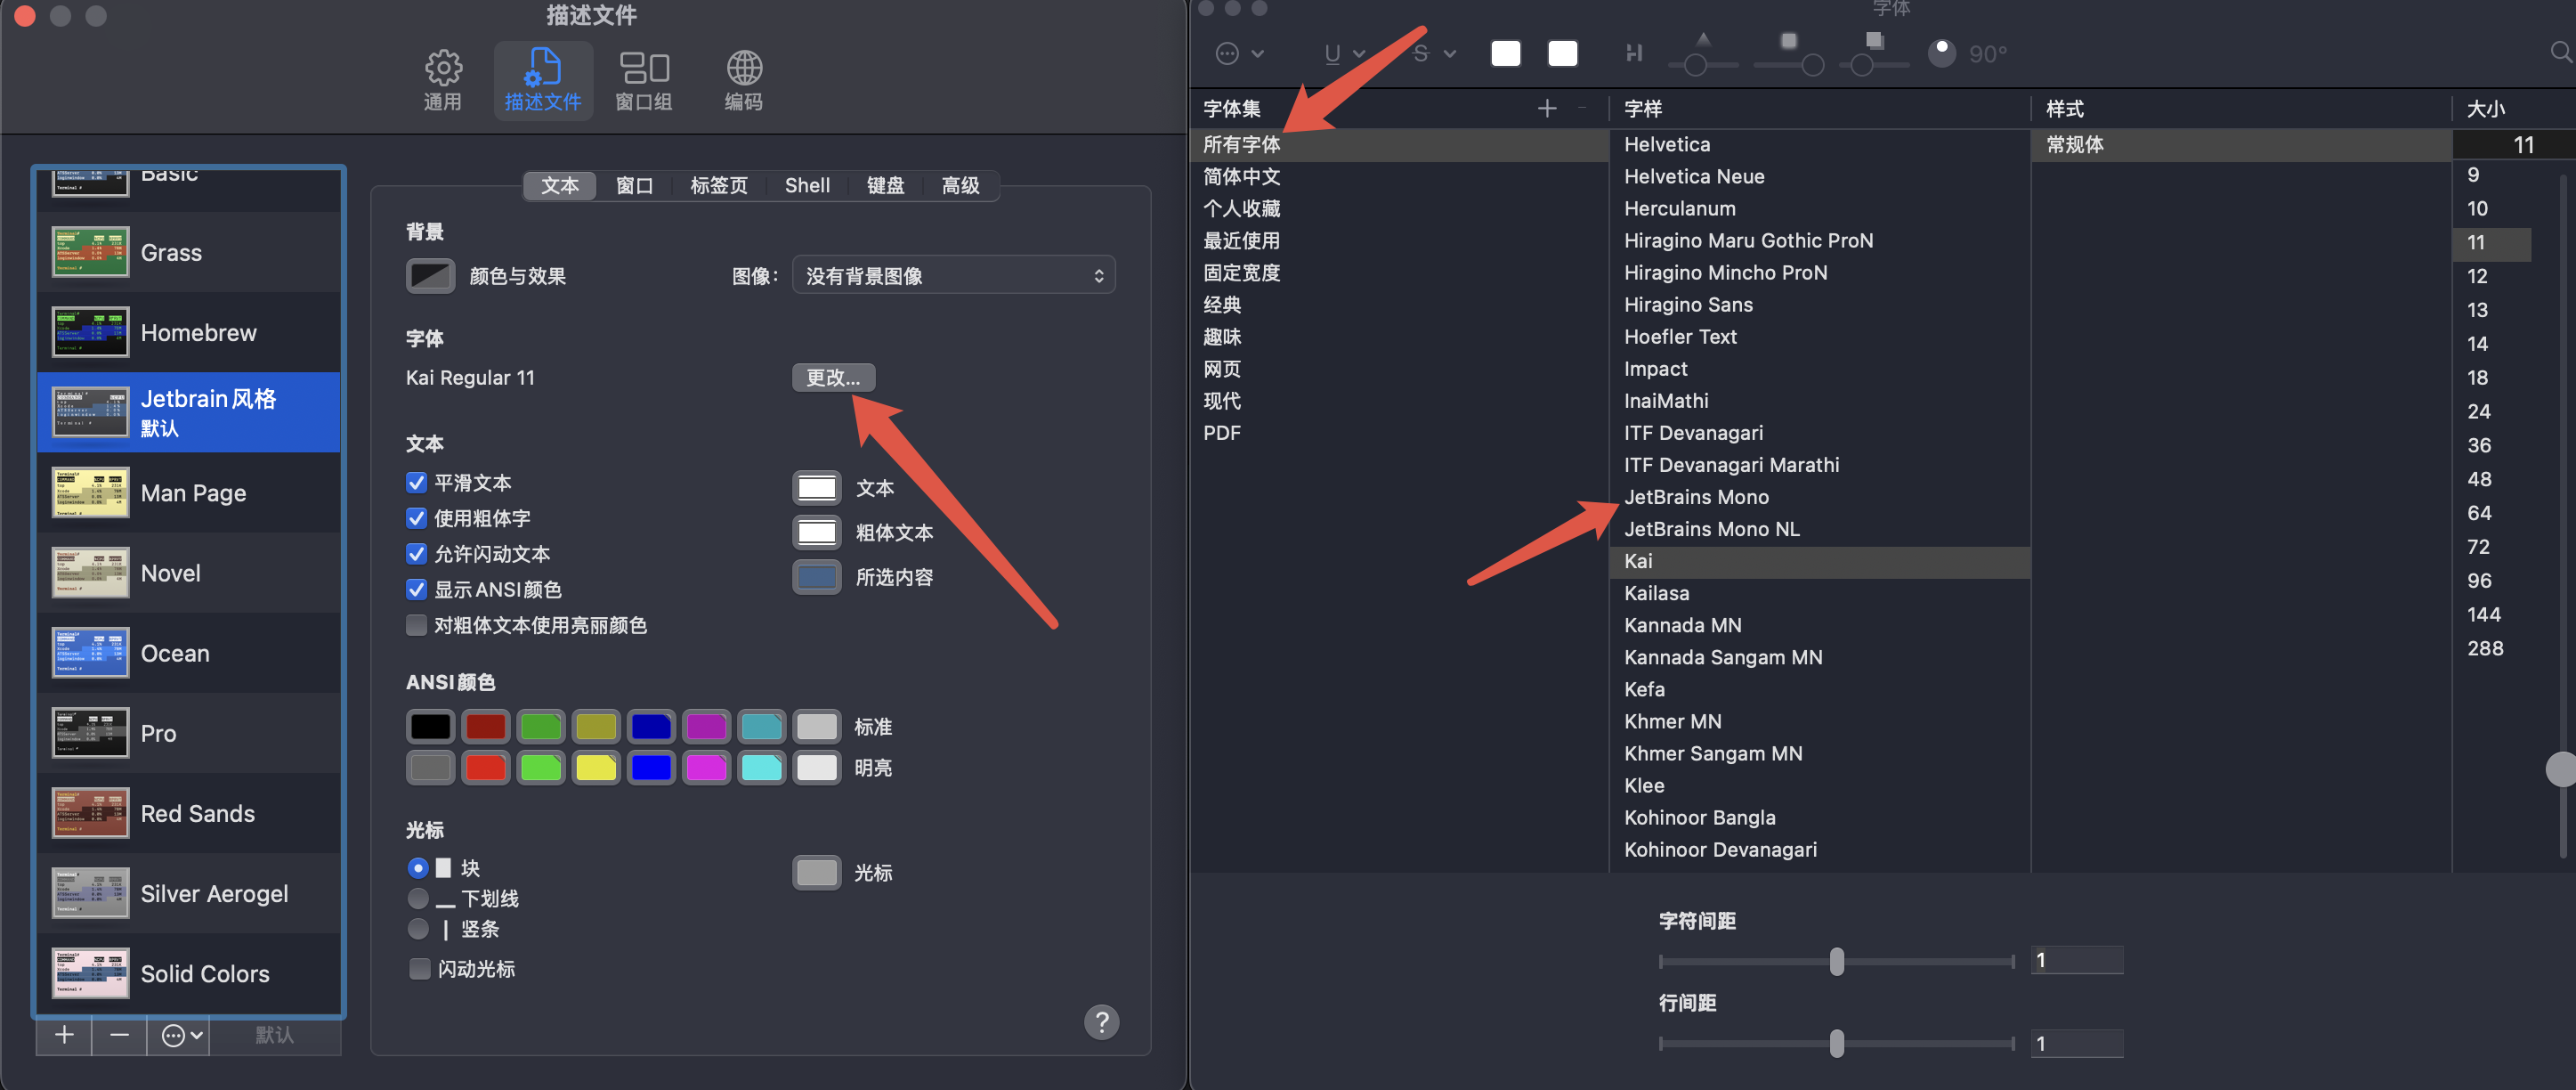 描述文件
通用
描述文件
窗口组
编码
Basic
Grass
Homebrew
Jetbrain风格
默认
Man Page
Novel
Ocean
Pro
Red Sands
Silver Aerogel
Solid Colors
默认
文本
窗口
标签页
Shell
键盘
高级
背景
颜色与效果
图像：
没有背景图像
字体
Kai Regular 11
更改...
文本
平滑文本
使用粗体字
允许闪动文本
显示ANSI颜色
对粗体文本使用亮丽颜色
文本
粗体文本
所选内容
ANSI颜色
标准
明亮
光标
块
下划线
竖条
闪动光标
光标
?
字体
U
S
90°
字体集
所有字体
简体中文
个人收藏
最近使用
固定宽度
经典
趣味
网页
现代
PDF
字样
Helvetica
Helvetica Neue
Herculanum
Hiragino Maru Gothic ProN
Hiragino Mincho ProN
Hiragino Sans
Hoefler Text
Impact
InaiMathi
ITF Devanagari
ITF Devanagari Marathi
JetBrains Mono
JetBrains Mono NL
Kai
Kailasa
Kannada MN
Kannada Sangam MN
Kefa
Khmer MN
Khmer Sangam MN
Klee
Kohinoor Bangla
Kohinoor Devanagari
样式
常规体
大小
11
9
10
11
12
13
14
18
24
36
48
64
72
96
144
288
字符间距
1
行间距
1